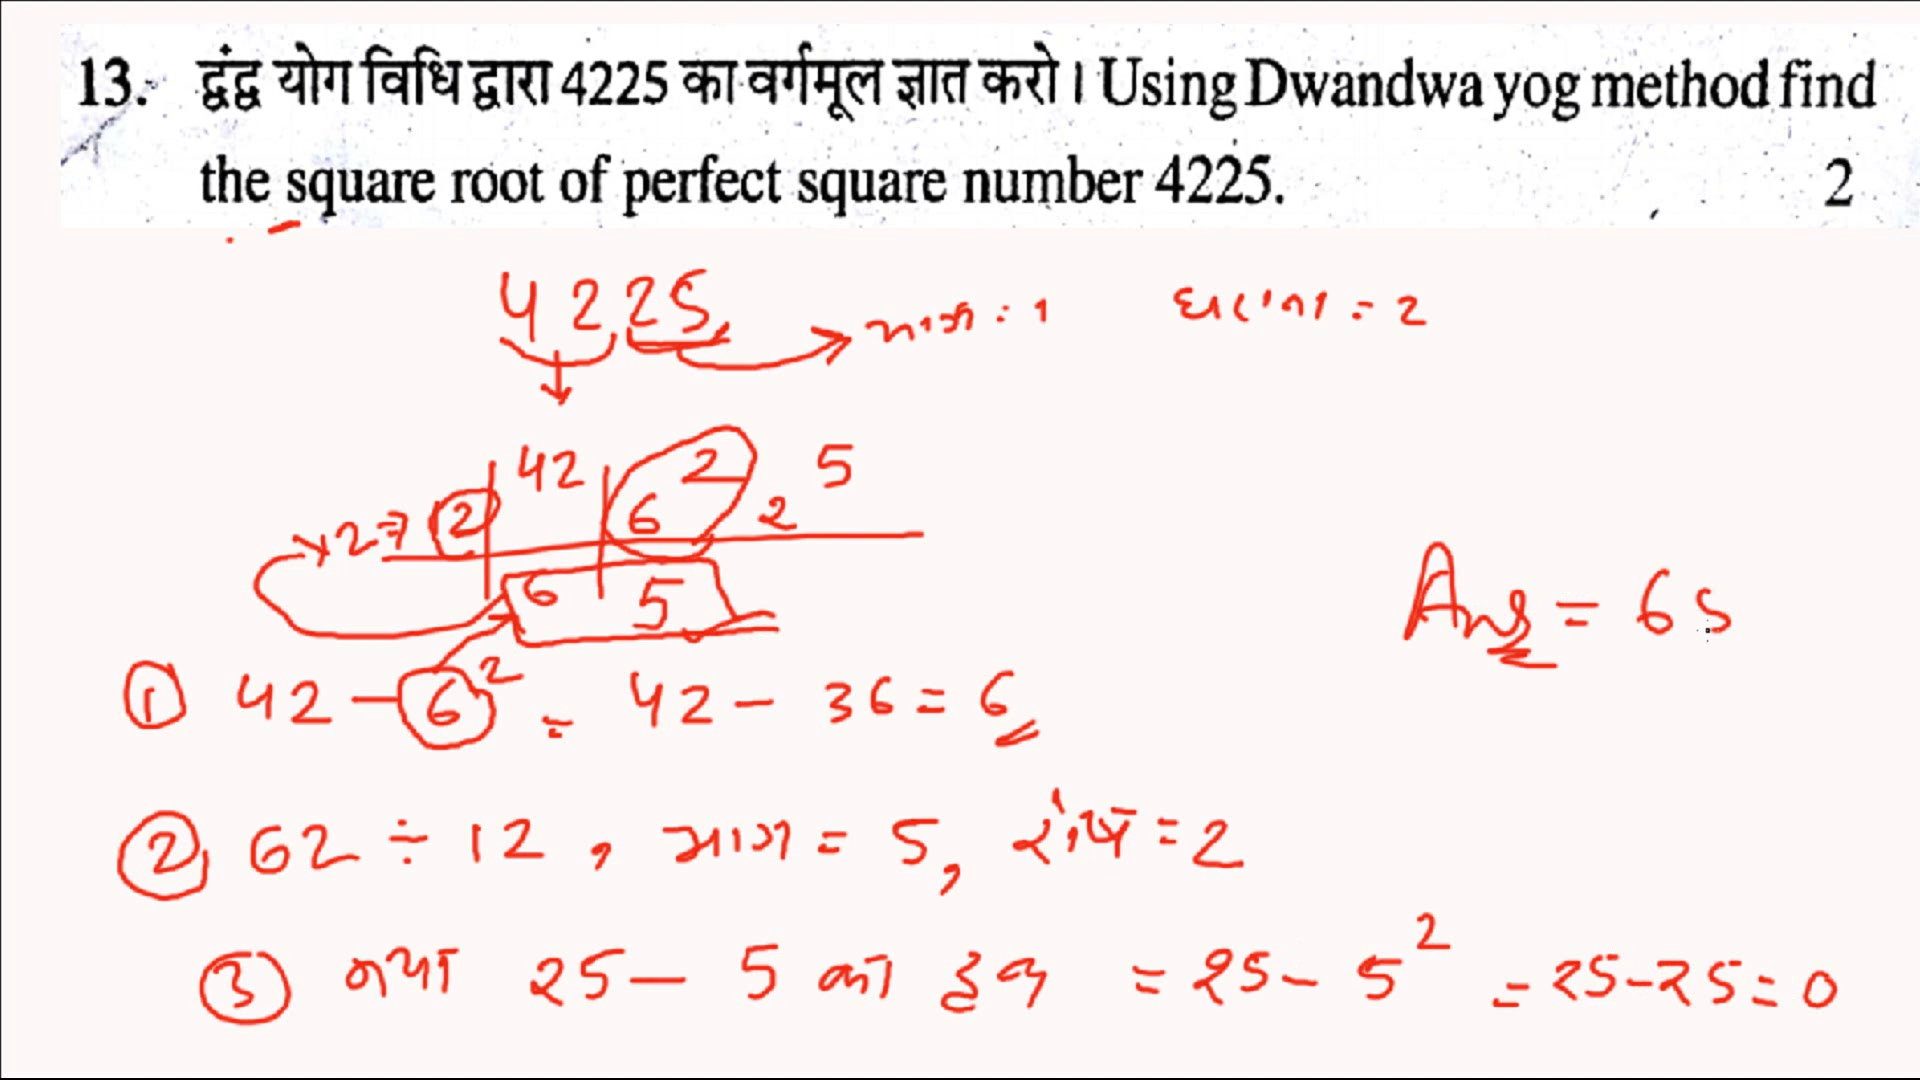 13. द्वंद्व योग विधि द्वारा 4225 का वर्गमूल ज्ञात करो। Using Dwandwa yog method find
the square root of perfect square number 4225. 2
4225
42 2 5
×2= 2 6 2
6 5
Ans = 65
① 42 - 6² = 42 - 36 = 6
② 62 ÷ 12, भाग = 5, शेष = 2
③ नया 25 - 5 का = 25 - 5² = 25-25 = 0